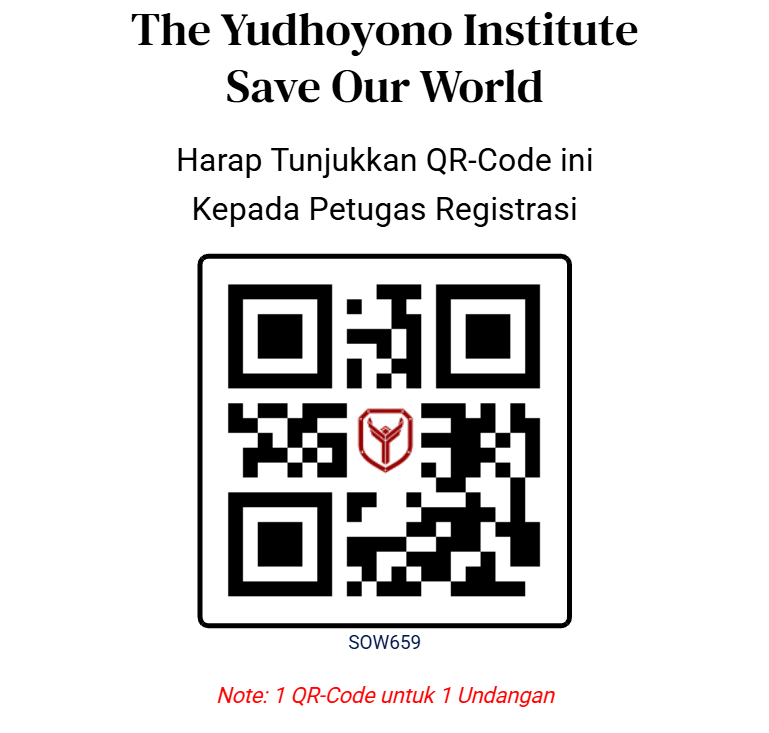 The Yudhoyono Institute
Save Our World
Harap Tunjukkan QR-Code ini
Kepada Petugas Registrasi
SOW659
Note: 1 QR-Code untuk 1 Undangan